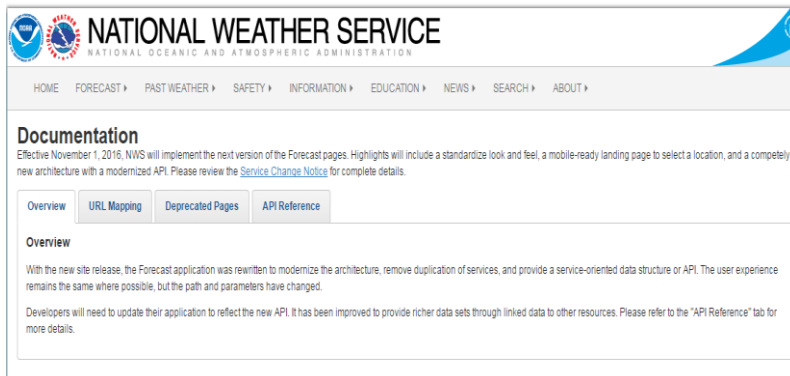 NATIONAL WEATHER SERVICE
NATIONAL OCEANIC AND ATMOSPHERIC ADMINISTRATION
HOME FORECAST PAST WEATHER SAFETY INFORMATION EDUCATION NEWS SEARCH ABOUT
Documentation
Effective November 1, 2016, NWS will implement the next version of the Forecast pages. Highlights will include a standardize look and feel, a mobile-ready landing page to select a location, and a competely
new architecture with a modernized API. Please review the Service Change Notice for complete details.
Overview URL Mapping Deprecated Pages API Reference
Overview
With the new site release, the Forecast application was rewritten to modernize the architecture, remove duplication of services, and provide a service-oriented data structure or API. The user experience
remains the same where possible, but the path and parameters have changed.
Developers will need to update their application to reflect the new API. It has been improved to provide richer data sets through linked data to other resources. Please refer to the "API Reference" tab for
more details.